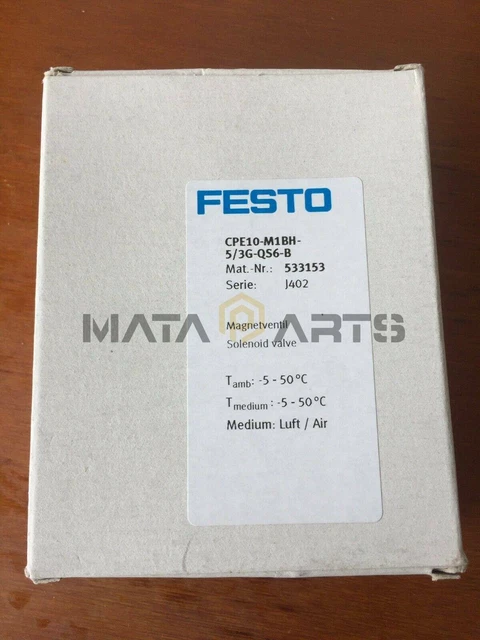 FESTO
CPE10-M1BH-
5/3G-QS6-B
Mat.-Nr.: 533153
Serie: J402
MATA PARTS
Magnetventil
Solenoid valve
Tamb: -5 - 50 °C
Tmedium : -5 - 50 °C
Medium: Luft / Air